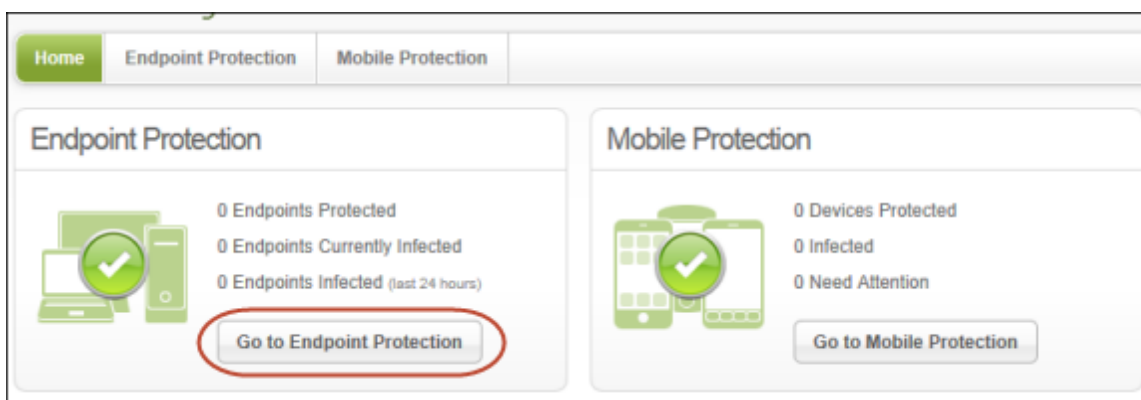 Home Endpoint Protection Mobile Protection
Endpoint Protection
0 Endpoints Protected
0 Endpoints Currently Infected
0 Endpoints Infected (last 24 hours)
Go to Endpoint Protection
Mobile Protection
0 Devices Protected
0 Infected
0 Need Attention
Go to Mobile Protection